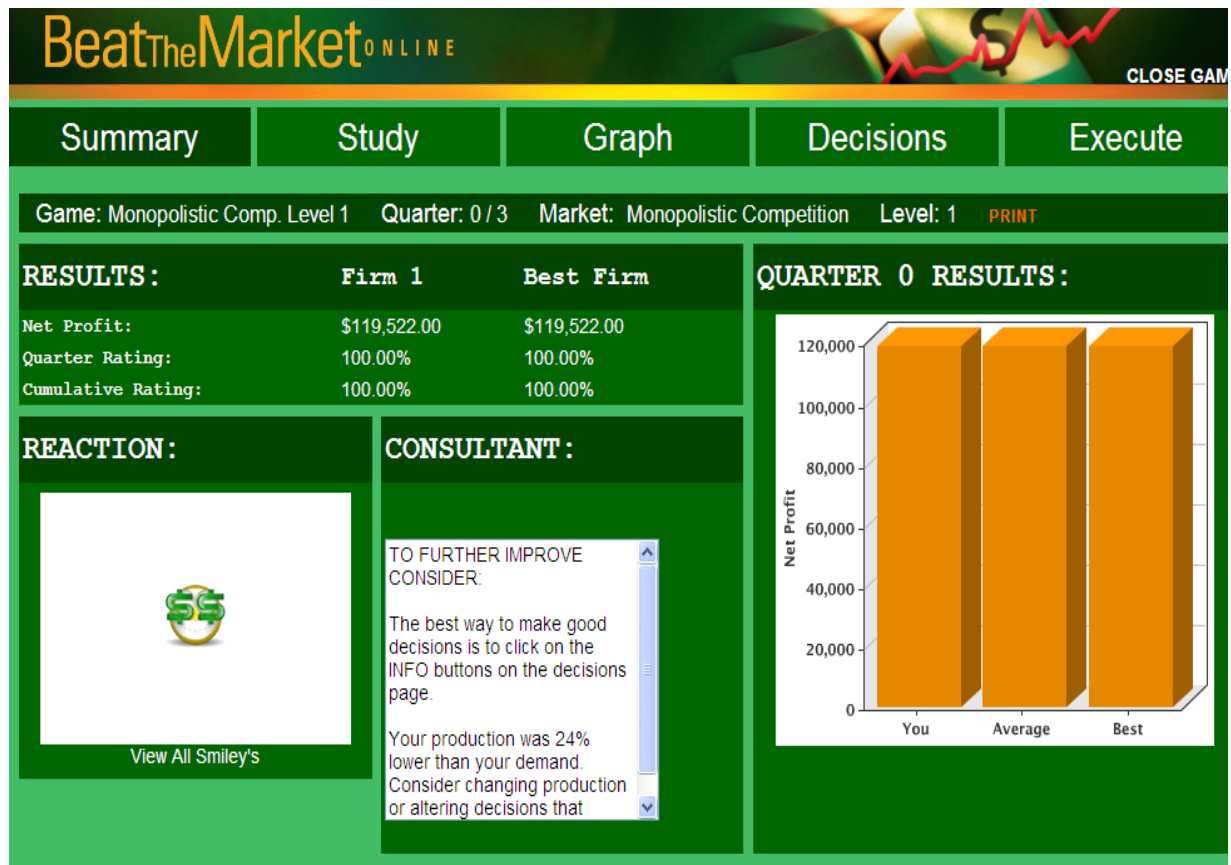 BeatTheMarket ONLINE
CLOSE GAM
Summary Study Graph Decisions Execute
Game: Monopolistic Comp. Level 1 Quarter: 0 / 3 Market: Monopolistic Competition Level: 1 PRINT
RESULTS: Firm 1 Best Firm
Net Profit: $119,522.00 $119,522.00
Quarter Rating: 100.00% 100.00%
Cumulative Rating: 100.00% 100.00%
REACTION:
$$
View All Smiley's
CONSULTANT:
TO FURTHER IMPROVE
CONSIDER:
The best way to make good
decisions is to click on the
INFO buttons on the decisions
page.
Your production was 24%
lower than your demand.
Consider changing production
or altering decisions that
QUARTER 0 RESULTS:
120,000
100,000
80,000
60,000
40,000
20,000
0
Net Profit
You Average Best